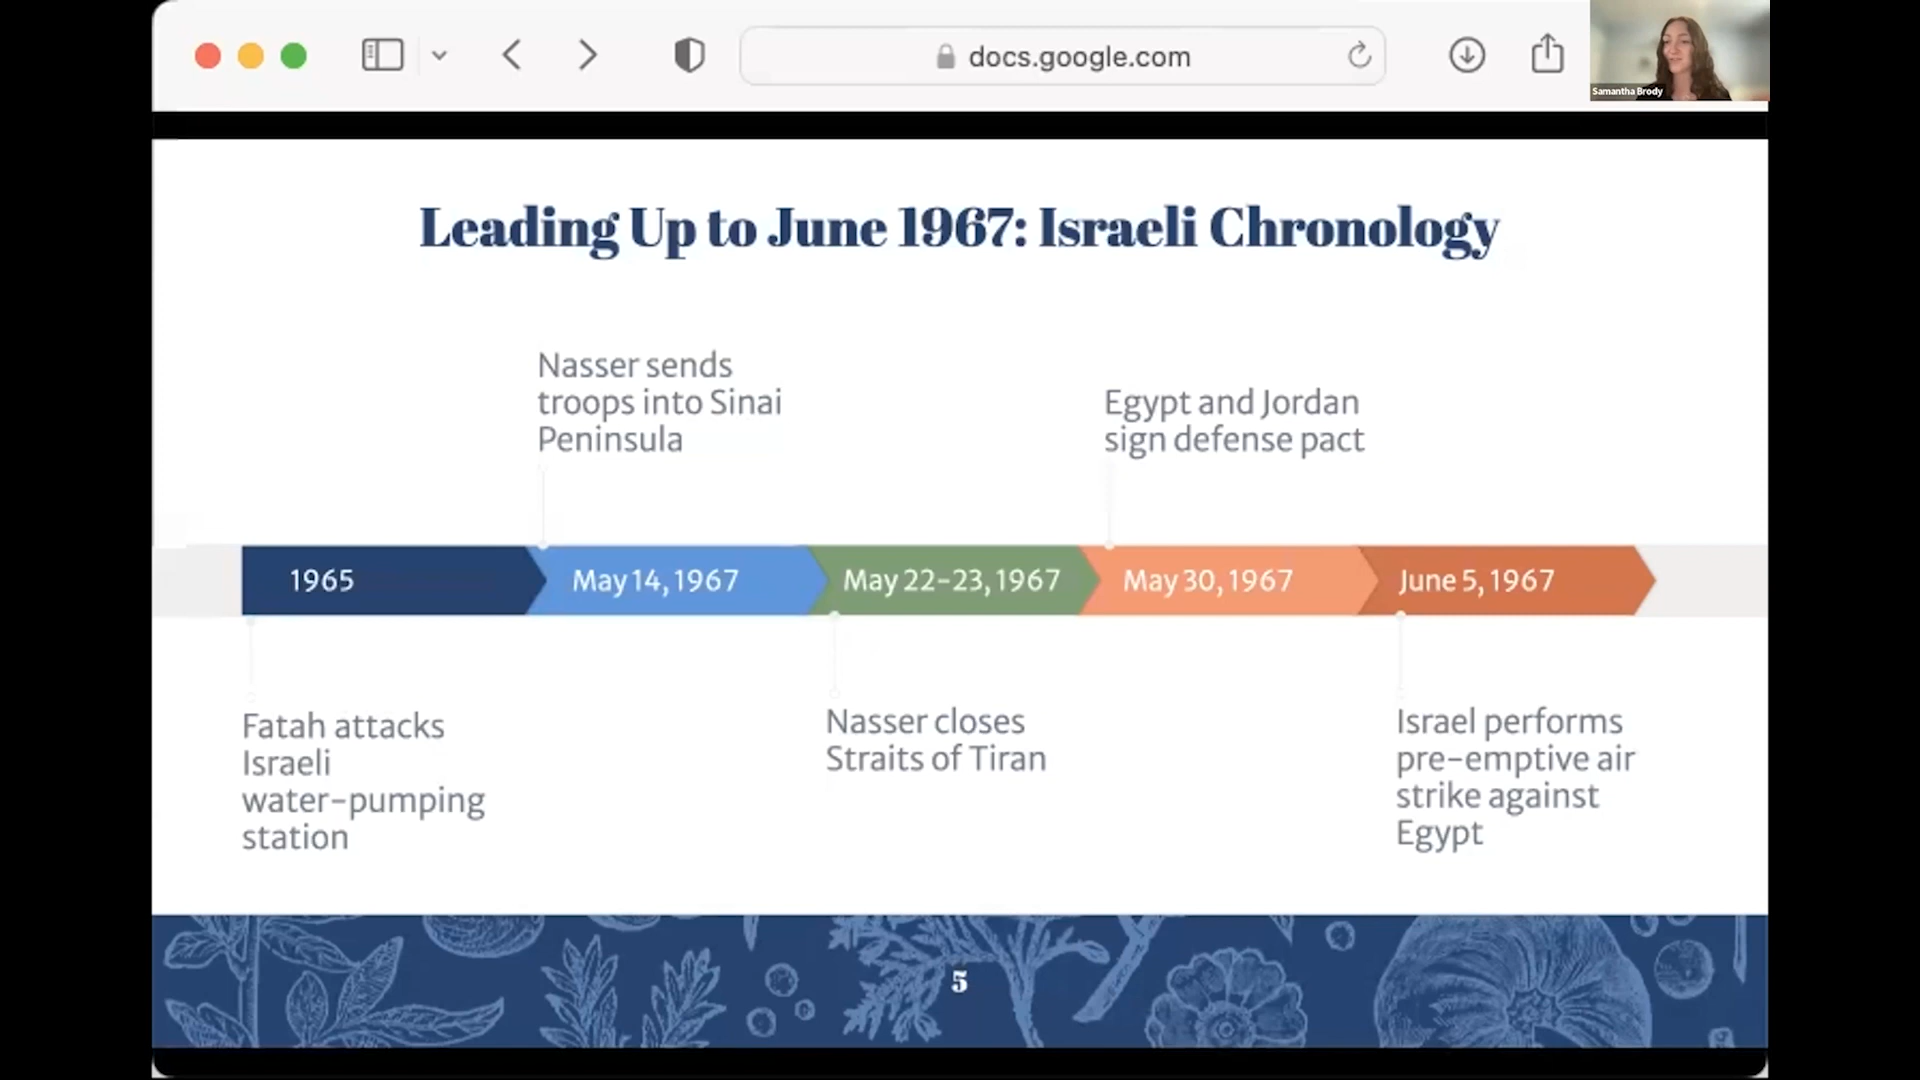 docs.google.com
Samantha Brody
Leading Up to June 1967: Israeli Chronology
Nasser sends
troops into Sinai
Peninsula
Egypt and Jordan
sign defense pact
1965
May 14, 1967
May 22-23, 1967
May 30, 1967
June 5, 1967
Fatah attacks
Israeli
water-pumping
station
Nasser closes
Straits of Tiran
Israel performs
pre-emptive air
strike against
Egypt
5